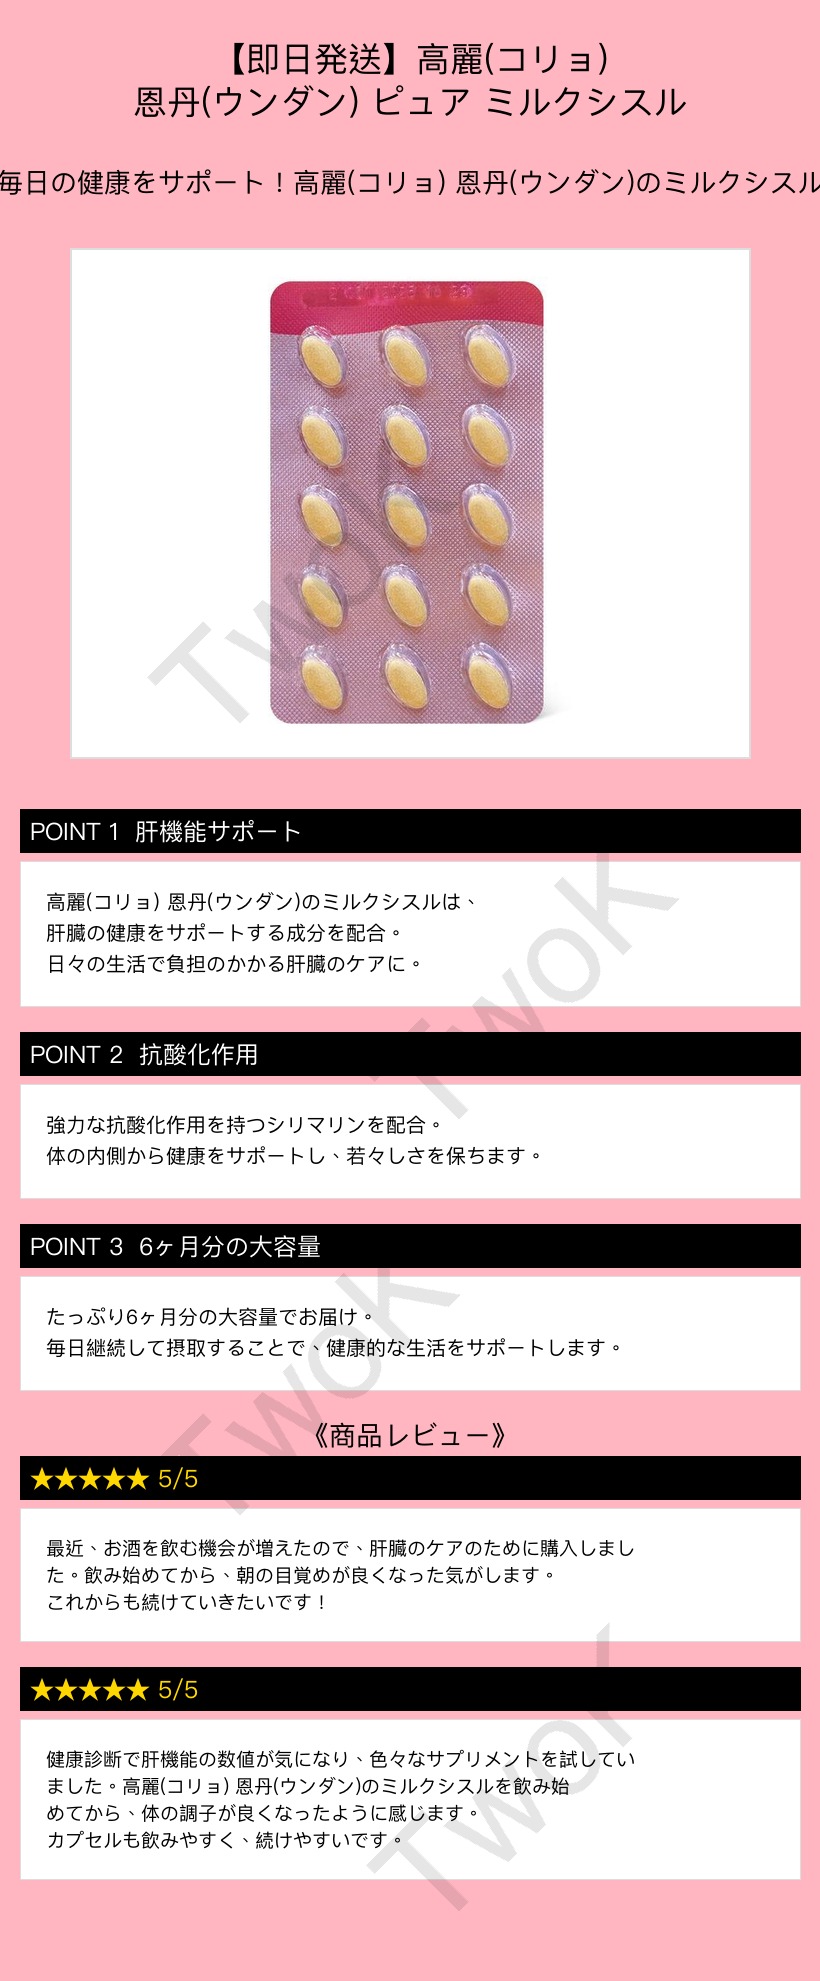 【即日発送】高麗(コリョ)
恩丹(ウンダン) ピュア ミルクシスル
毎日の健康をサポート！高麗(コリョ) 恩丹(ウンダン)のミルクシスル
TwoK
POINT 1 肝機能サポート
高麗(コリョ) 恩丹(ウンダン)のミルクシスルは、
肝臓の健康をサポートする成分を配合。
日々の生活で負担のかかる肝臓のケアに。
TwoK
POINT 2 抗酸化作用
強力な抗酸化作用を持つシリマリンを配合。
体の内側から健康をサポートし、若々しさを保ちます。
POINT 3 6ヶ月分の大容量
たっぷり6ヶ月分の大容量でお届け。
毎日継続して摂取することで、健康的な生活をサポートします。
TwoK
《商品レビュー》
★★★★★ 5/5
最近、お酒を飲む機会が増えたので、肝臓のケアのために購入しまし
た。飲み始めてから、朝の目覚めが良くなった気がします。
これからも続けていきたいです！
★★★★★ 5/5
健康診断で肝機能の数値が気になり、色々なサプリメントを試してい
ました。高麗(コリョ) 恩丹(ウンダン)のミルクシスルを飲み始
めてから、体の調子が良くなったように感じます。
カプセルも飲みやすく、続けやすいです。
TwoK